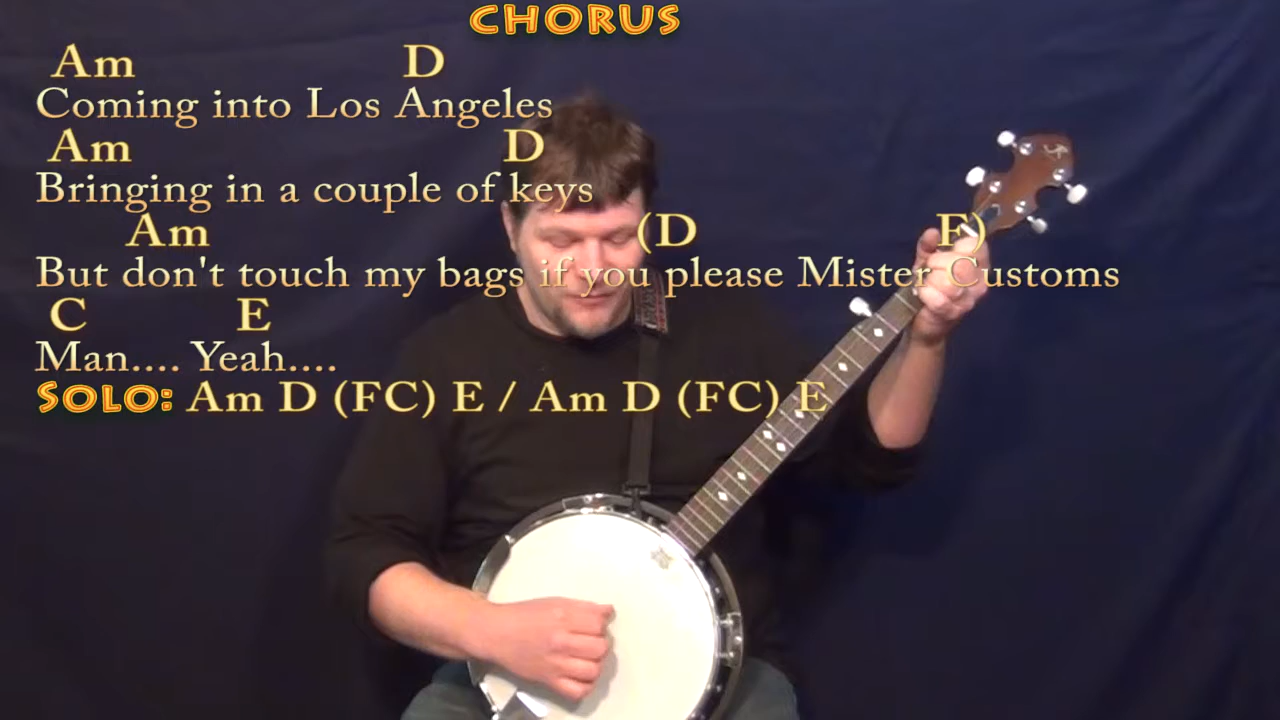 CHORUS
Am D
Coming into Los Angeles
Am D
Bringing in a couple of keys
Am (D F)
But don't touch my bags if you please Mister Customs
C E
Man.... Yeah....
SOLO: Am D (FC) E / Am D (FC) E